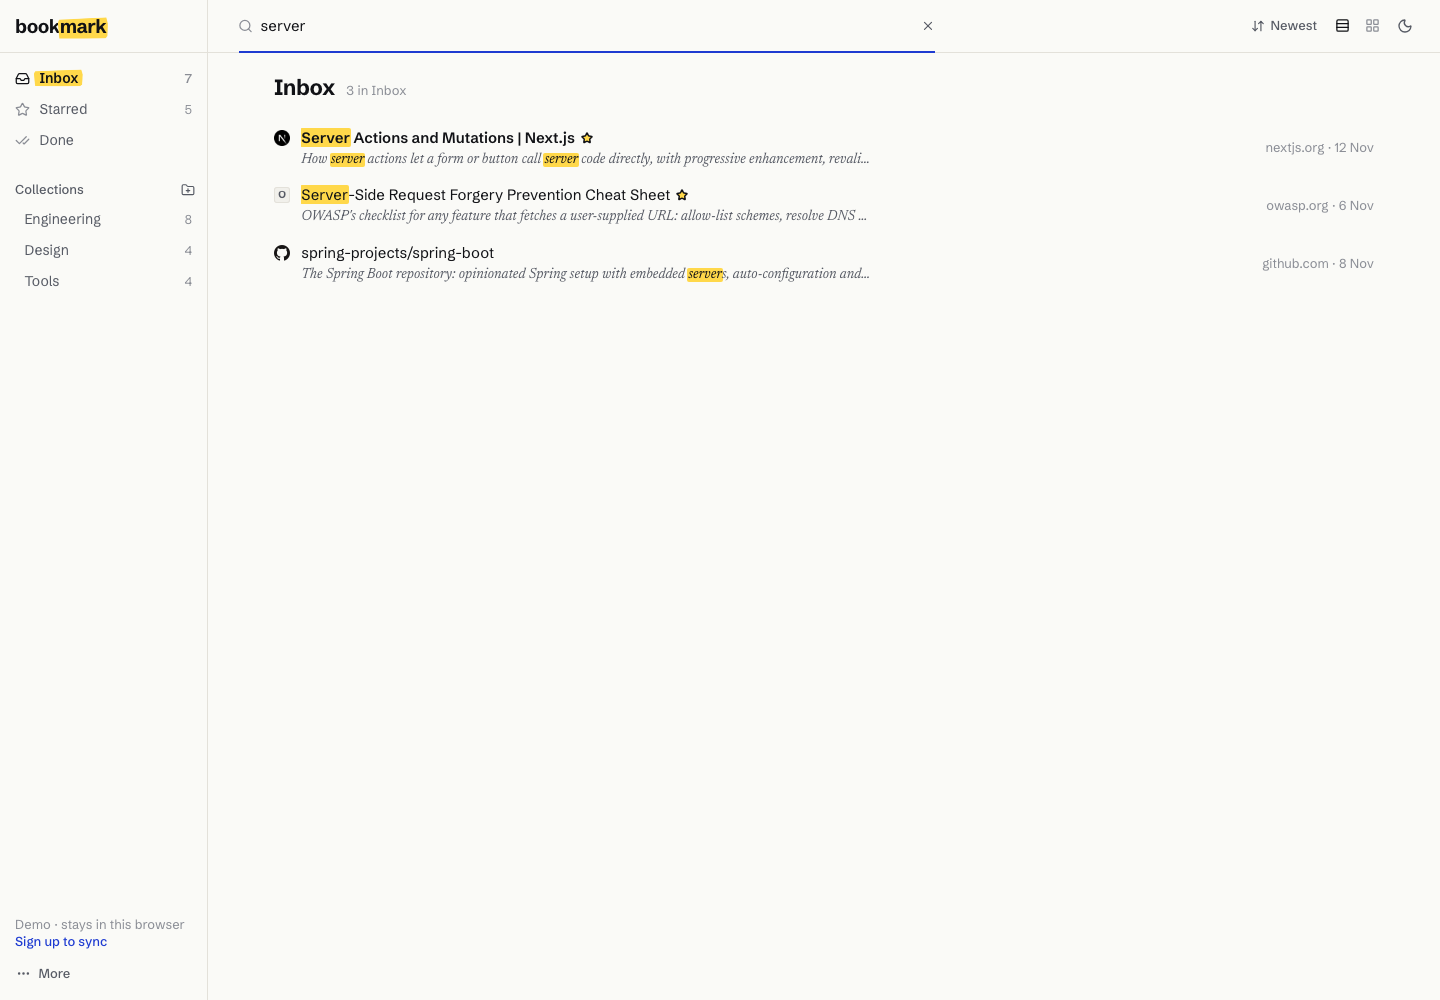 bookmark
server
Newest
Inbox 7
Starred 5
Done
Collections
Engineering 8
Design 4
Tools 4
Inbox 3 in Inbox
Server Actions and Mutations | Next.js
How server actions let a form or button call server code directly, with progressive enhancement, revali...
nextjs.org · 12 Nov
O
Server-Side Request Forgery Prevention Cheat Sheet
OWASP's checklist for any feature that fetches a user-supplied URL: allow-list schemes, resolve DNS ...
owasp.org · 6 Nov
spring-projects/spring-boot
The Spring Boot repository: opinionated Spring setup with embedded servers, auto-configuration and...
github.com · 8 Nov
Demo · stays in this browser
Sign up to sync
More